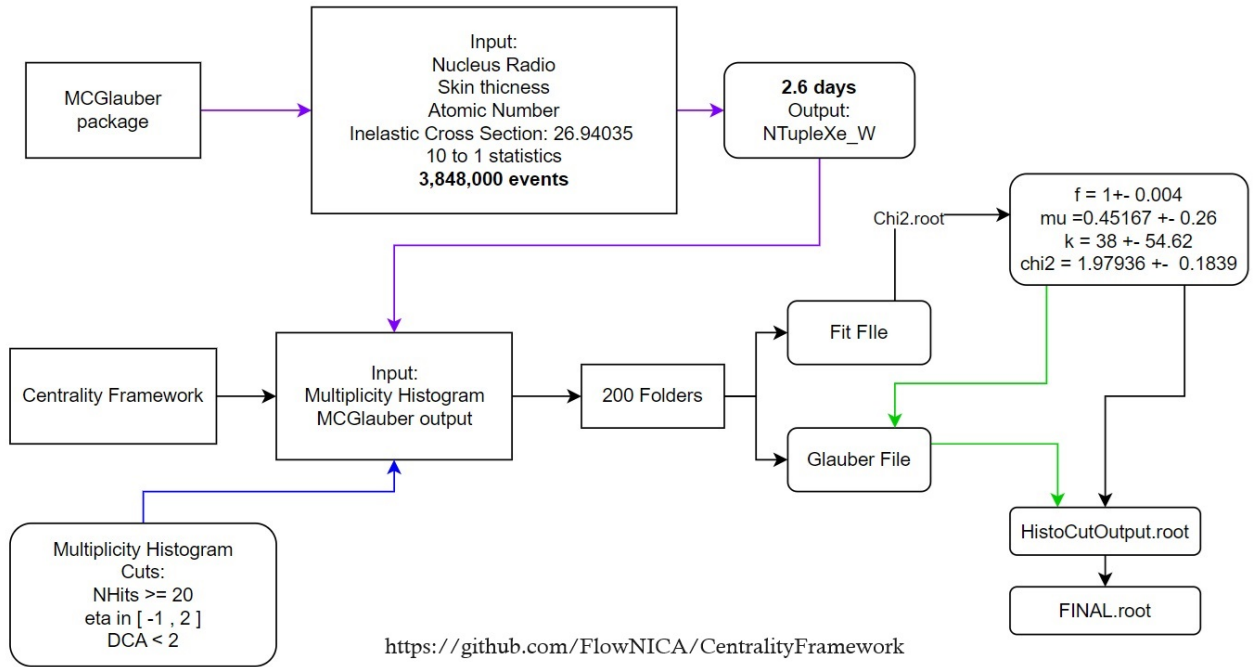 MCGlauber
package
Input:
Nucleus Radio
Skin thicness
Atomic Number
Inelastic Cross Section: 26.94035
10 to 1 statistics
3,848,000 events
2.6 days
Output:
NTupleXe_W
Chi2.root
f = 1+- 0.004
mu =0.45167 +- 0.26
k = 38 +- 54.62
chi2 = 1.97936 +-  0.1839
Centrality Framework
Input:
Multiplicity Histogram
MCGlauber output
200 Folders
Fit FIle
Glauber File
Multiplicity Histogram
Cuts:
NHits >= 20
eta in [ -1 , 2 ]
DCA < 2
HistoCutOutput.root
FINAL.root
https://github.com/FlowNICA/CentralityFramework